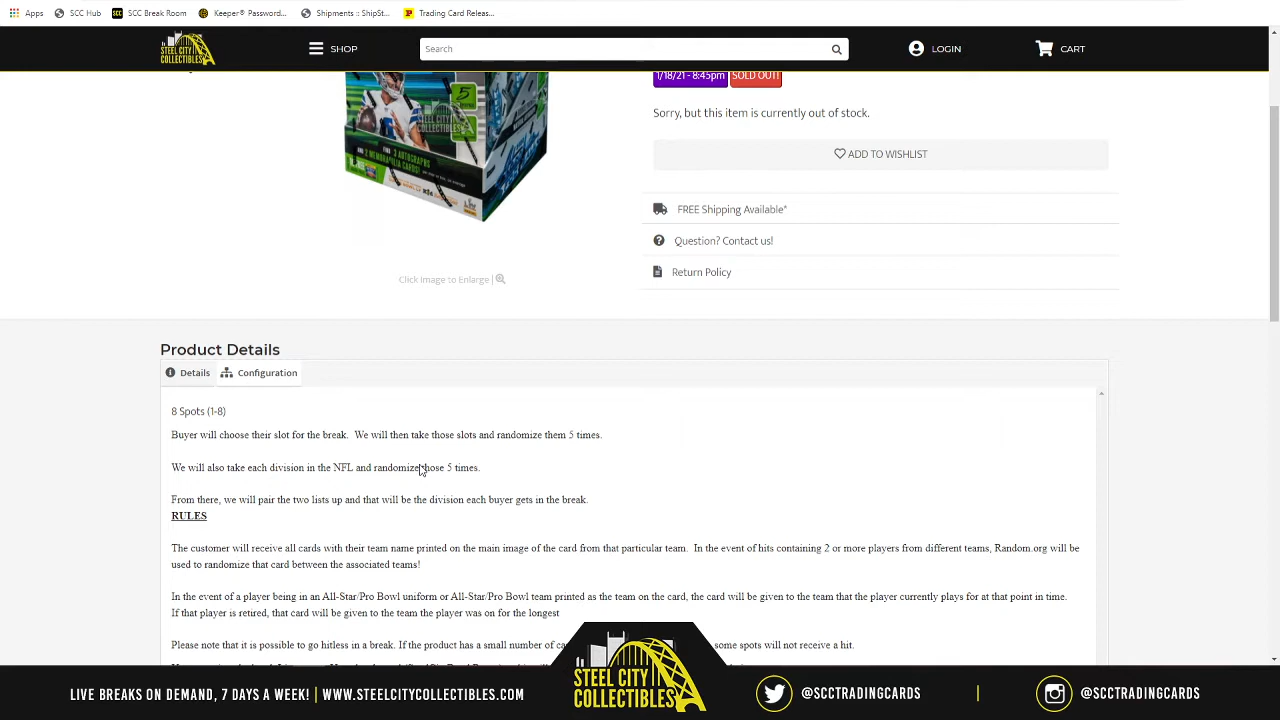 Apps SCC Hub SCC Break Room Keeper® Password... Shipments :: ShipSt... Trading Card Releas...
STEEL CITY
COLLECTIBLES
SHOP
Search
LOGIN
CART
1/18/21 - 8:45pm SOLD OUT!
5
STEEL CITY
COLLECTIBLES
Sorry, but this item is currently out of stock.
ADD TO WISHLIST
FREE Shipping Available*
Question? Contact us!
Return Policy
Click Image to Enlarge |
Product Details
Details Configuration
8 Spots (1-8)
Buyer will choose their slot for the break. We will then take those slots and randomize them 5 times.
We will also take each division in the NFL and randomize those 5 times.
From there, we will pair the two lists up and that will be the division each buyer gets in the break.
RULES
The customer will receive all cards with their team name printed on the main image of the card from that particular team. In the event of hits containing 2 or more players from different teams, Random.org will be
used to randomize that card between the associated teams!
In the event of a player being in an All-Star/Pro Bowl uniform or All-Star/Pro Bowl team printed as the team on the card, the card will be given to the team that the player currently plays for at that point in time.
If that player is retired, that card will be given to the team the player was on for the longest
Please note that it is possible to go hitless in a break. If the product has a small number of ca some spots will not receive a hit.
LIVE BREAKS ON DEMAND, 7 DAYS A WEEK! | WWW.STEELCITYCOLLECTIBLES.COM
STEEL CITY
COLLECTIBLES
@SCCTRADINGCARDS | @SCCTRADINGCARDS